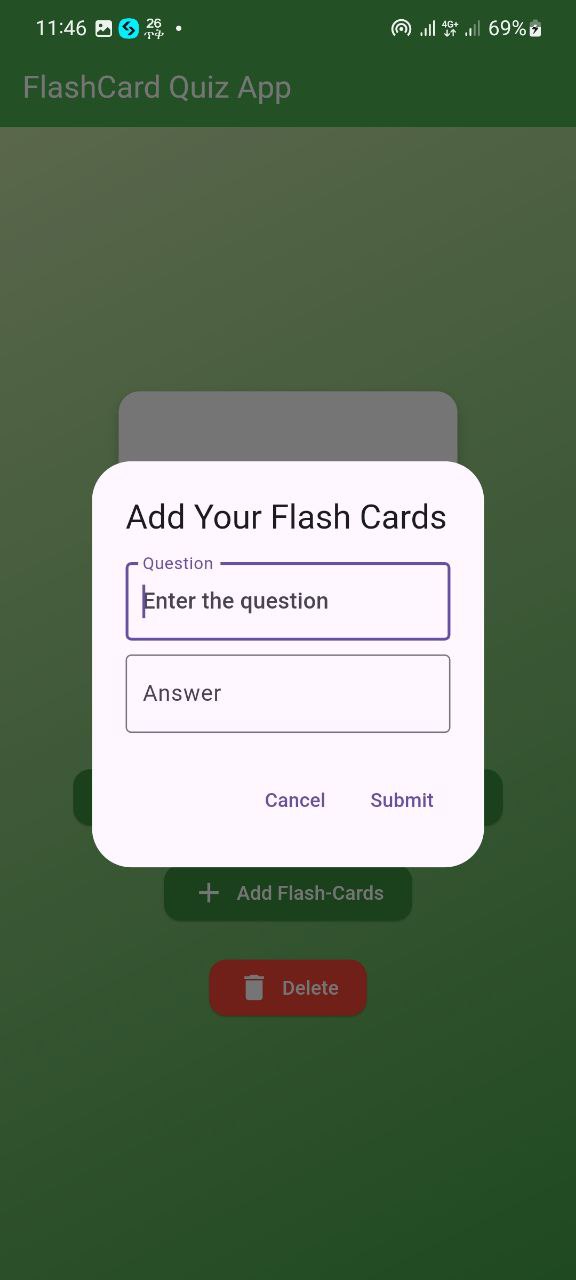 11:46 26 ጥቅ 4G+ 69%
FlashCard Quiz App
Add Your Flash Cards
Question
Enter the question
Answer
Cancel Submit
Add Flash-Cards
Delete